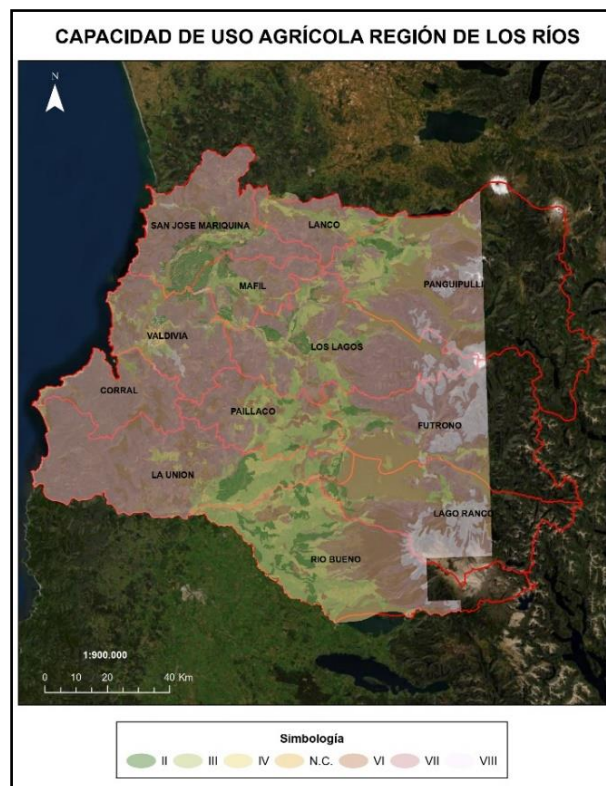 CAPACIDAD DE USO AGRÍCOLA REGIÓN DE LOS RÍOS
N
SAN JOSE MARIQUINA
LANCO
PANGUIPULLI
MAFIL
VALDIVIA
LOS LAGOS
CORRAL
PAILLACO
FUTRONO
LA UNION
LAGO RANCO
RIO BUENO
1:900.000
0 10 20 40 Km
Simbología
II III IV N.C. VI VII VIII